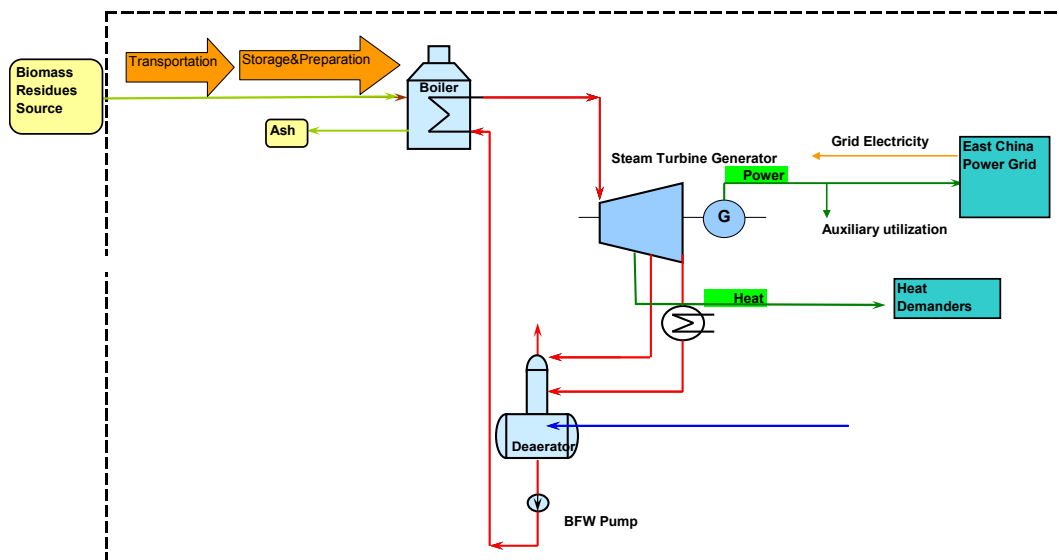 Biomass
Residues
Source
Transportation
Storage&Preparation
Boiler
Ash
Steam Turbine Generator
Power
G
Grid Electricity
East China
Power Grid
Auxiliary utilization
Heat
Heat
Demanders
Deaerator
BFW Pump